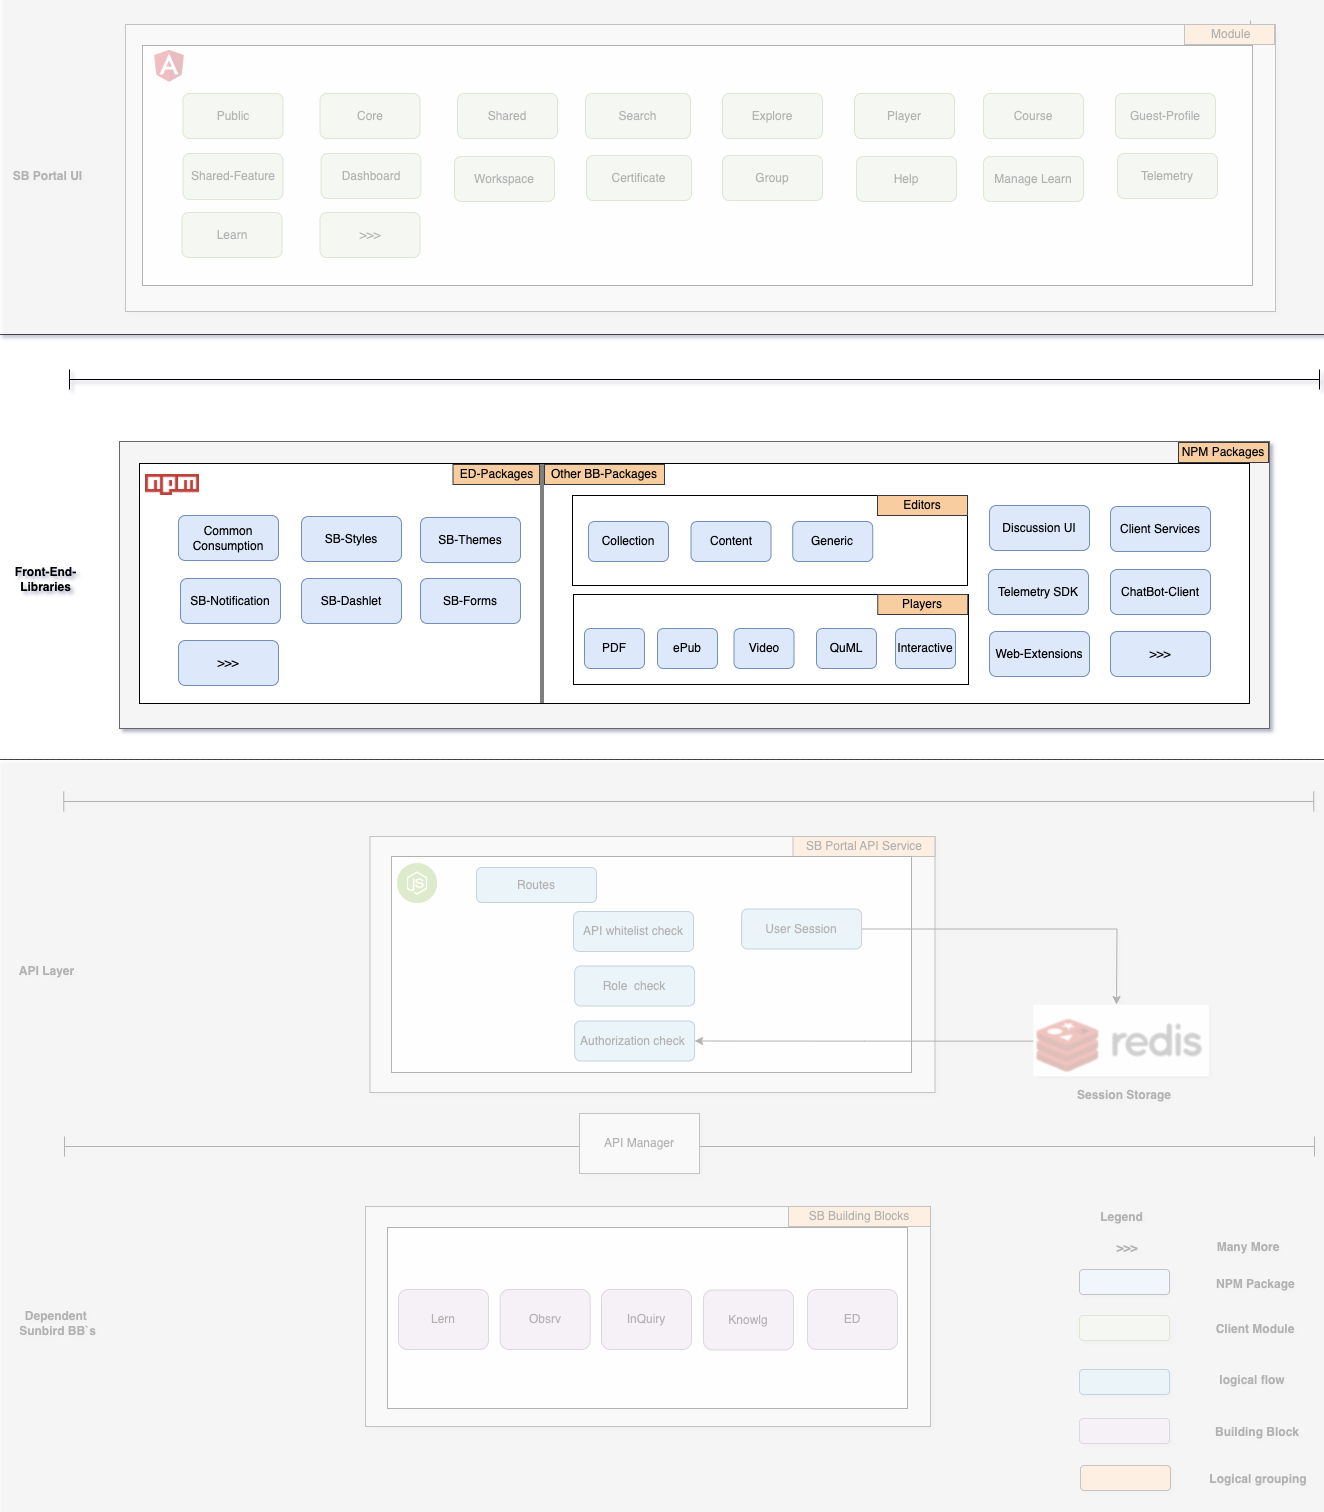 Module
Public
Core
Shared
Search
Explore
Player
Course
Guest-Profile
SB Portal UI
Shared-Feature
Dashboard
Workspace
Certificate
Group
Help
Manage Learn
Telemetry
Learn
>>>
NPM Packages
npm
ED-Packages
Other BB-Packages
Front-End-
Libraries
Common
Consumption
SB-Styles
SB-Themes
SB-Notification
SB-Dashlet
SB-Forms
>>>
Editors
Collection
Content
Generic
Players
PDF
ePub
Video
QuML
Interactive
Discussion UI
Client Services
Telemetry SDK
ChatBot-Client
Web-Extensions
>>>
SB Portal API Service
JS
Routes
API whitelist check
User Session
API Layer
Role check
Authorization check
redis
Session Storage
API Manager
SB Building Blocks
Dependent
Sunbird BB`s
Lern
Obsrv
InQuiry
Knowlg
ED
Legend
>>>
Many More
NPM Package
Client Module
logical flow
Building Block
Logical grouping